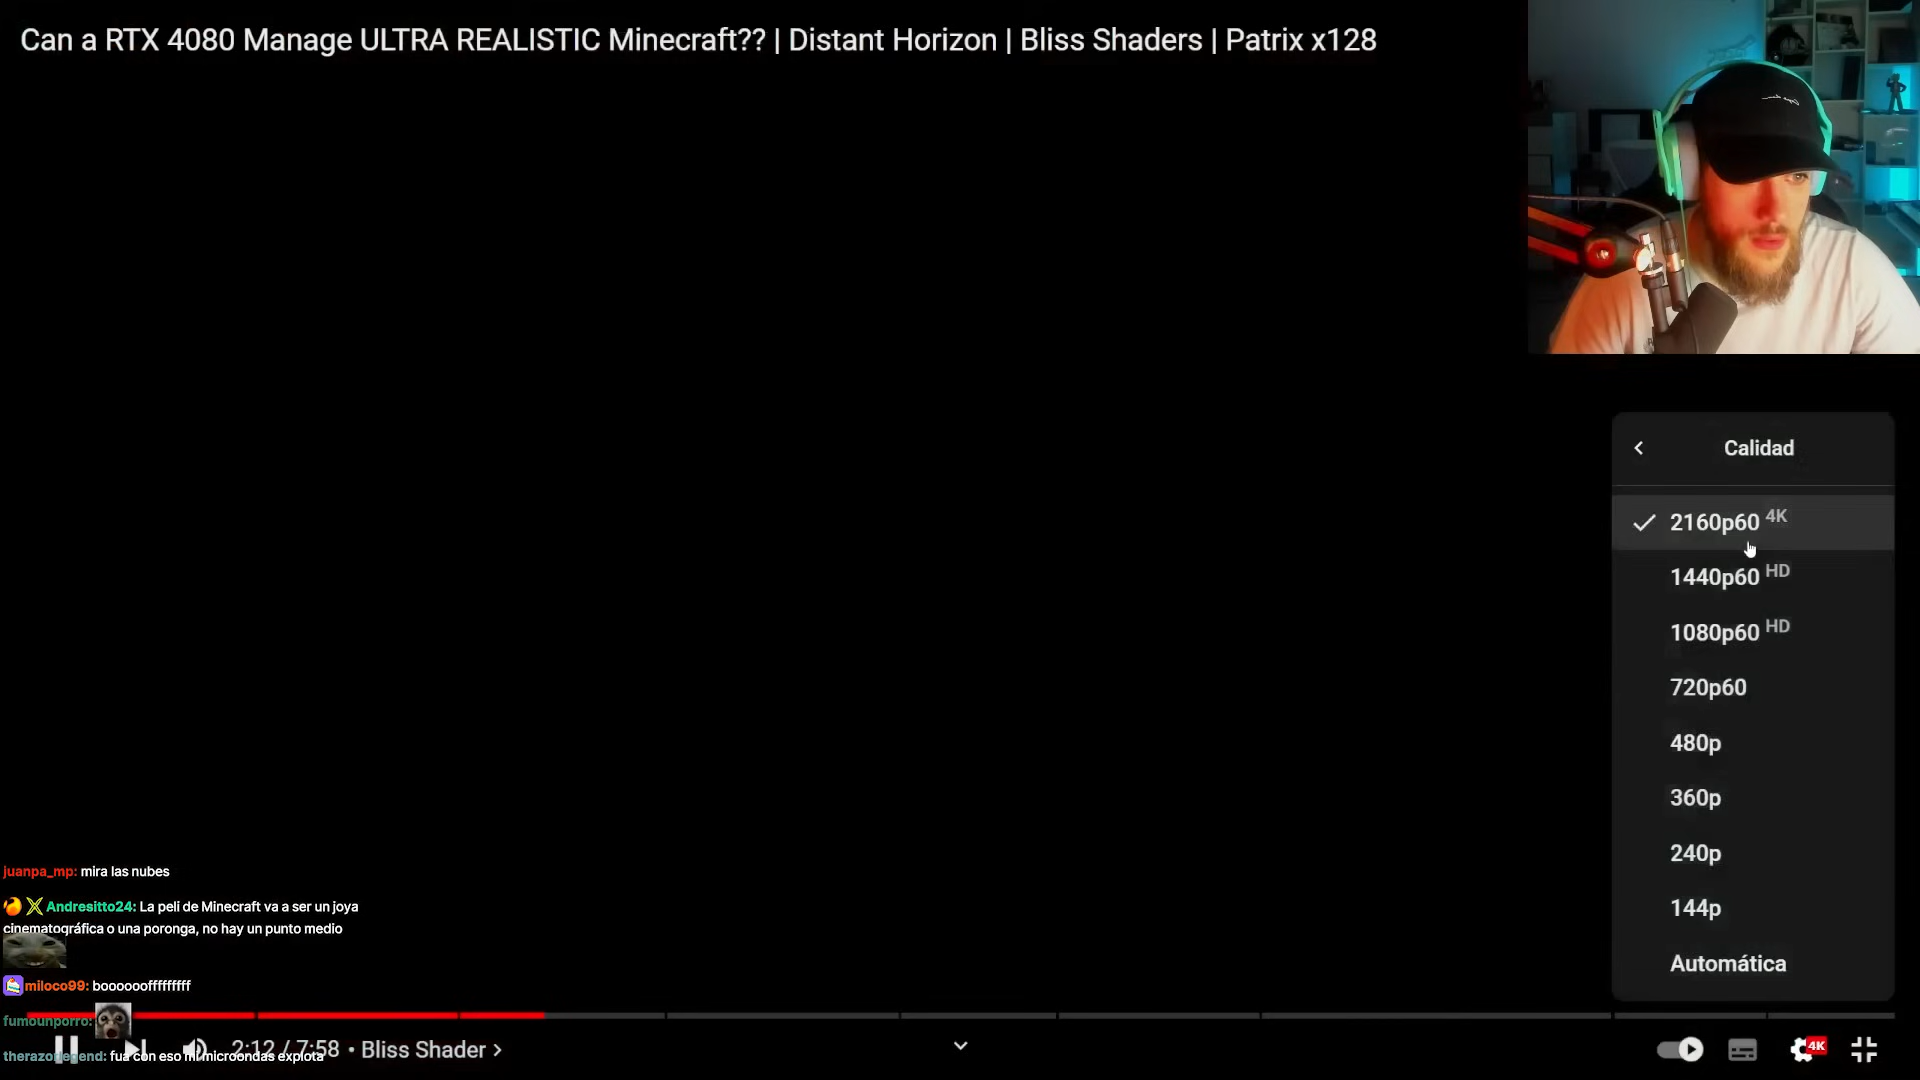 Can a RTX 4080 Manage ULTRA REALISTIC Minecraft?? | Distant Horizon | Bliss Shaders | Patrix x128
Calidad
2160p60 4K
1440p60 HD
1080p60 HD
720p60
480p
360p
240p
144p
Automática
juanpa_mp: mira las nubes
Andresitto24: La peli de Minecraft va a ser un joya
cinematográfica o una poronga, no hay un punto medio
miloco99: boooooofffffffff
fumounporro:
therazorlegend: fua con eso mi microondas explota
2:12 / 7:58 • Bliss Shader
4K